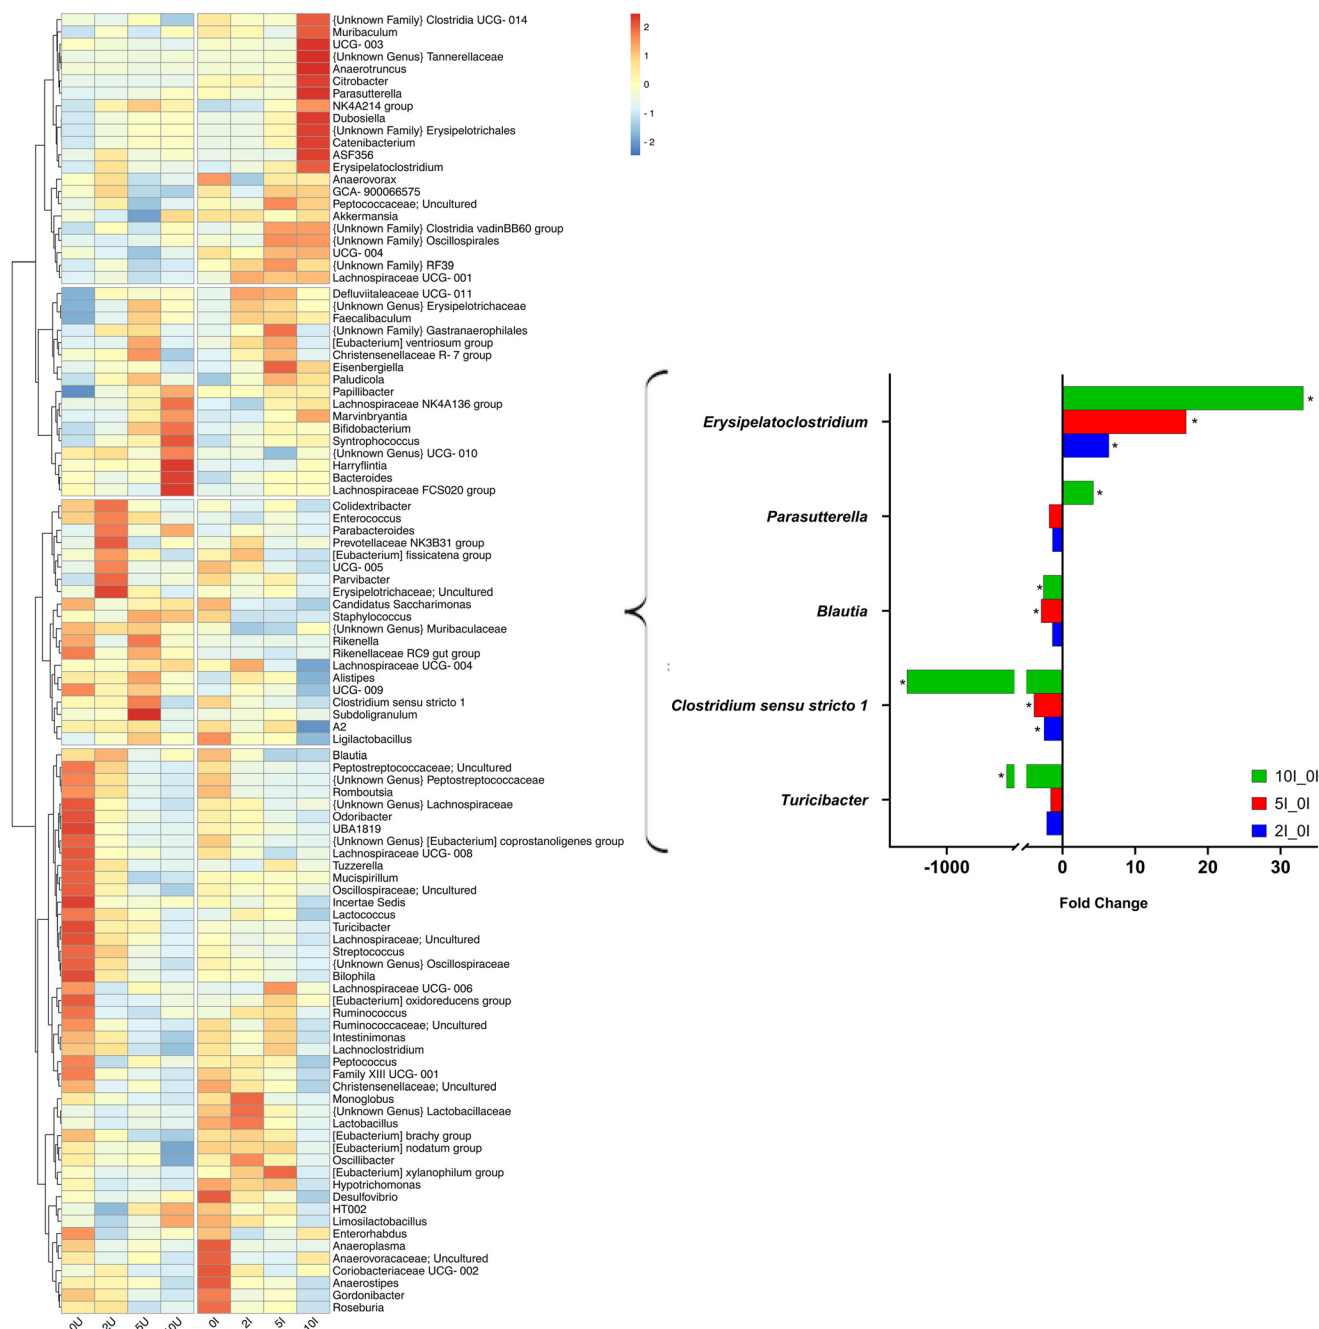 {Unknown Family} Clostridia UCG- 014
Muribaculum
UCG- 003
{Unknown Genus} Tannerellaceae
Anaerotruncus
Citrobacter
Parasutterella
NK4A214 group
Dubosiella
{Unknown Family} Erysipelotrichales
Catenibacterium
ASF356
Erysipelatoclostridium
Anaerovorax
GCA- 900066575
Peptococcaceae; Uncultured
Akkermansia
{Unknown Family} Clostridia vadinBB60 group
{Unknown Family} Oscillospirales
UCG- 004
{Unknown Family} RF39
Lachnospiraceae UCG- 001
Defluviitaleaceae UCG- 011
{Unknown Genus} Erysipelotrichaceae
Faecalibaculum
{Unknown Family} Gastranaerophilales
[Eubacterium] ventriosum group
Christensenellaceae R- 7 group
Eisenbergiella
Paludicola
Papillibacter
Lachnospiraceae NK4A136 group
Marvinbryantia
Bifidobacterium
Syntrophococcus
{Unknown Genus} UCG- 010
Harryflintia
Bacteroides
Lachnospiraceae FCS020 group
Colidextribacter
Enterococcus
Parabacteroides
Prevotellaceae NK3B31 group
[Eubacterium] fissicatena group
UCG- 005
Parvibacter
Erysipelotrichaceae; Uncultured
Candidatus Saccharimonas
Staphylococcus
{Unknown Genus} Muribaculaceae
Rikenella
Rikenellaceae RC9 gut group
Lachnospiraceae UCG- 004
Alistipes
UCG- 009
Clostridium sensu stricto 1
Subdoligranulum
A2
Ligilactobacillus
Blautia
Peptostreptococcaceae; Uncultured
{Unknown Genus} Peptostreptococcaceae
Romboutsia
{Unknown Genus} Lachnospiraceae
Odoribacter
UBA1819
{Unknown Genus} [Eubacterium] coprostanoligenes group
Lachnospiraceae UCG- 008
Tuzzerella
Mucispirillum
Oscillospiraceae; Uncultured
Incertae Sedis
Lactococcus
Turicibacter
Lachnospiraceae; Uncultured
Streptococcus
{Unknown Genus} Oscillospiraceae
Bilophila
Lachnospiraceae UCG- 006
[Eubacterium] oxidoreducens group
Ruminococcus
Ruminococcaceae; Uncultured
Intestinimonas
Lachnoclostridium
Peptococcus
Family XIII UCG- 001
Christensenellaceae; Uncultured
Monoglobus
{Unknown Genus} Lactobacillaceae
Lactobacillus
[Eubacterium] brachy group
[Eubacterium] nodatum group
Oscillibacter
[Eubacterium] xylanophilum group
Hypotrichomonas
Desulfovibrio
HT002
Limosilactobacillus
Enterorhabdus
Anaeroplasma
Anaerovoracaceae; Uncultured
Coriobacteriaceae UCG- 002
Anaerostipes
Gordonibacter
Roseburia
0U 2U 5U 10U 0I 2I 5I 10I
2
1
0
- 1
- 2
Erysipelatoclostridium
*
*
*
Parasutterella
*
Blautia
*
*
Clostridium sensu stricto 1
*
*
*
Turicibacter
*
10I_0I
5I_0I
2I_0I
-1000 0 10 20 30
Fold Change